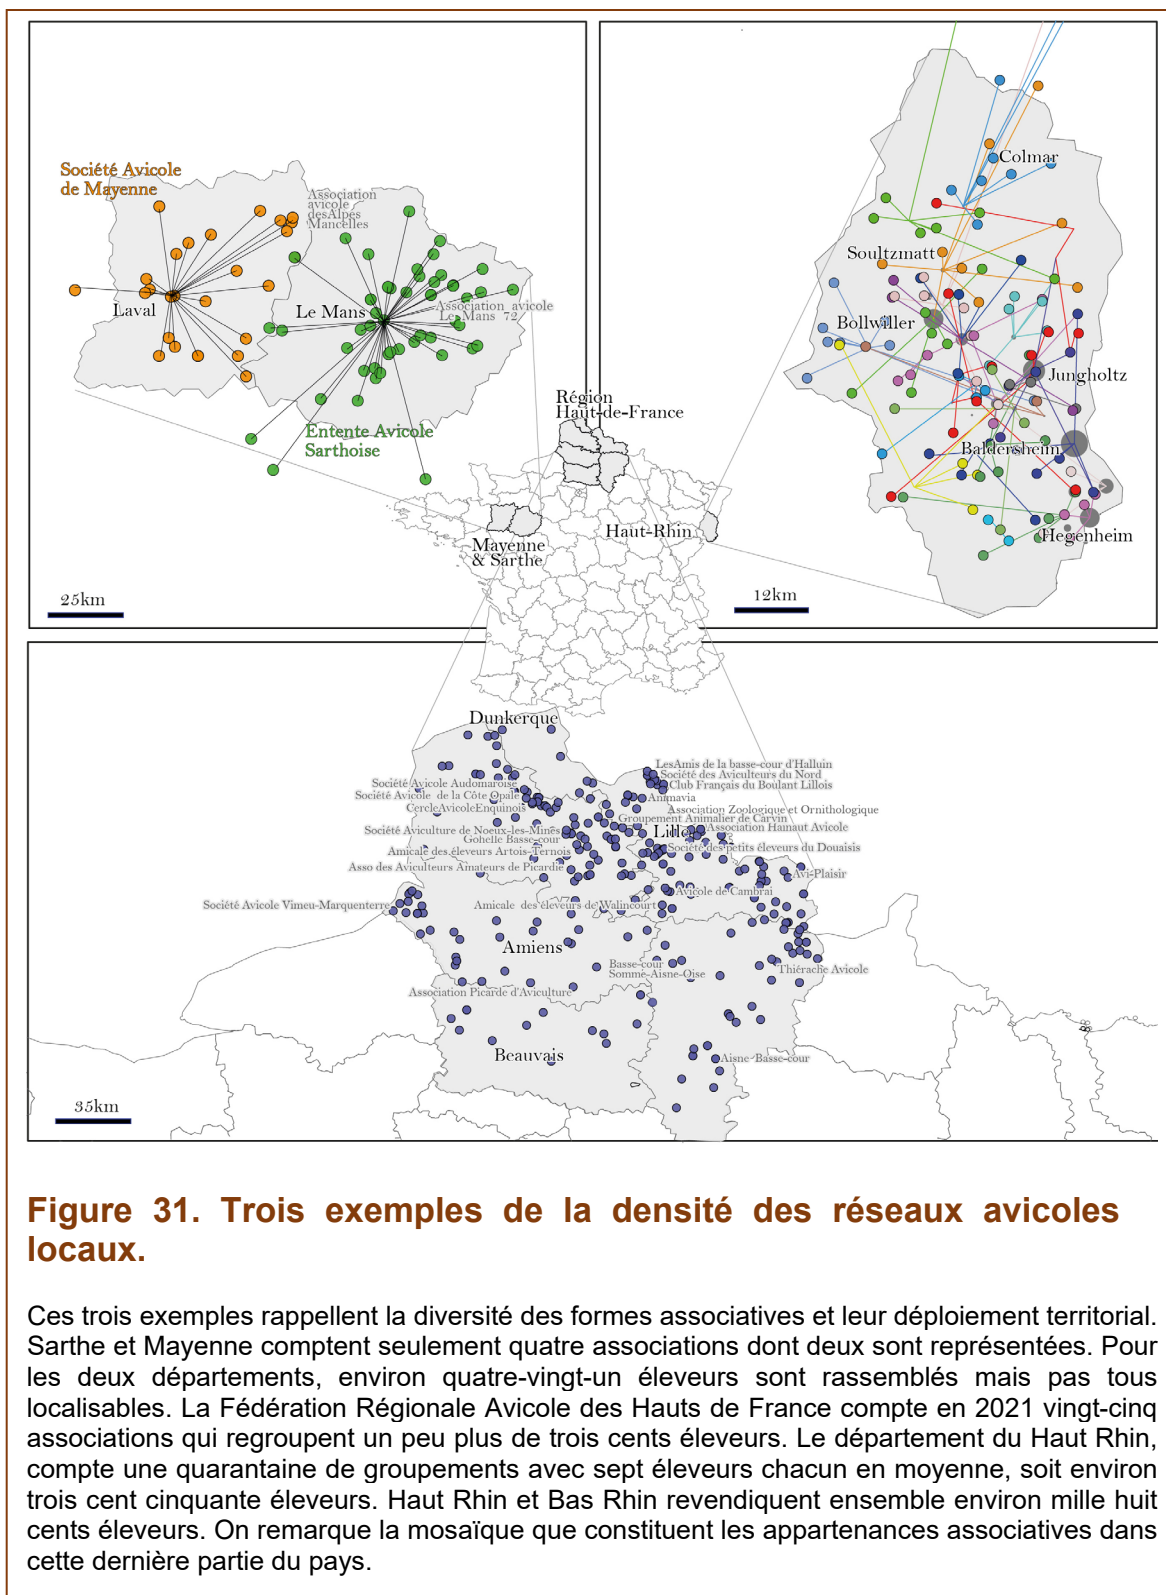 Société Avicole
de Mayenne
Association
avicole
desAlpes
Mancelles
Laval
Le Mans
Association avicole
Le Mans 72
Entente Avicole
Sarthoise
25km
Colmar
Soultzmatt
Bollwiller
Jungholtz
Baldersheim
Hegenheim
12km
Région
Haut-de-France
Mayenne
& Sarthe
Haut-Rhin
Dunkerque
LesAmis de la basse-cour d'Halluin
Société des Aviculteurs du Nord
Club Français du Boulant Lillois
Société Avicole Audomaroise
Société Avicole de la Côte Opale
Animavia
CercleAvicoleEnquinois
Association Zoologique et Ornithologique
Groupement Animalier de Carvin
Lille
Association Hainaut Avicole
Société Aviculture de Noeux-les-Mines
Gohelle Basse-cour
Société des petits éleveurs du Douaisis
Amicale des éleveurs Artois-Ternois
Asso des Aviculteurs Amateurs de Picardie
Avi-Plaisir
Avicole de Cambrai
Société Avicole Vimeu-Marquenterre
Amicale des éleveurs de Walincourt
Amiens
Basse-cour
Somme-Aisne-Oise
Thiérache Avicole
Association Picarde d'Aviculture
Beauvais
Aisne-Basse-cour
35km
Figure 31. Trois exemples de la densité des réseaux avicoles
locaux.
Ces trois exemples rappellent la diversité des formes associatives et leur déploiement territorial.
Sarthe et Mayenne comptent seulement quatre associations dont deux sont représentées. Pour
les deux départements, environ quatre-vingt-un éleveurs sont rassemblés mais pas tous
localisables. La Fédération Régionale Avicole des Hauts de France compte en 2021 vingt-cinq
associations qui regroupent un peu plus de trois cents éleveurs. Le département du Haut Rhin,
compte une quarantaine de groupements avec sept éleveurs chacun en moyenne, soit environ
trois cent cinquante éleveurs. Haut Rhin et Bas Rhin revendiquent ensemble environ mille huit
cents éleveurs. On remarque la mosaïque que constituent les appartenances associatives dans
cette dernière partie du pays.